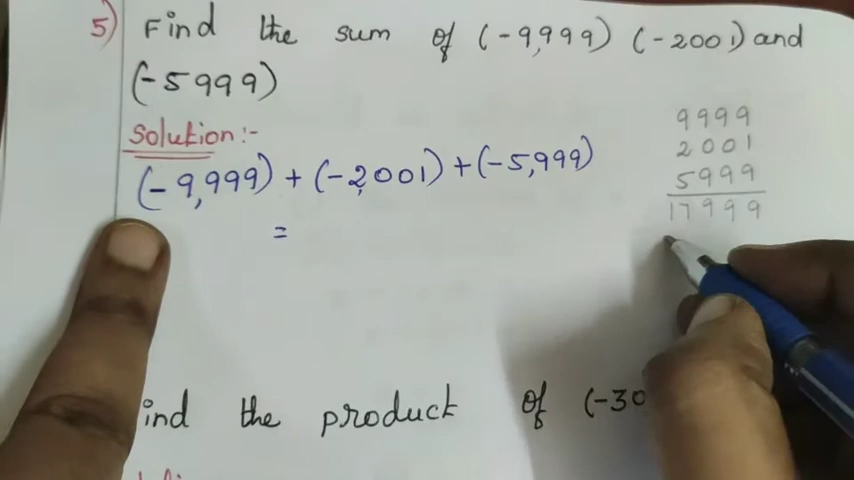 5) Find the sum of (-9,999) (-2001) and
(-5999)
Solution:-
(-9,999) + (-2,001) + (-5,999)
=
9999
2001
5999
17999
ind the product of (-30